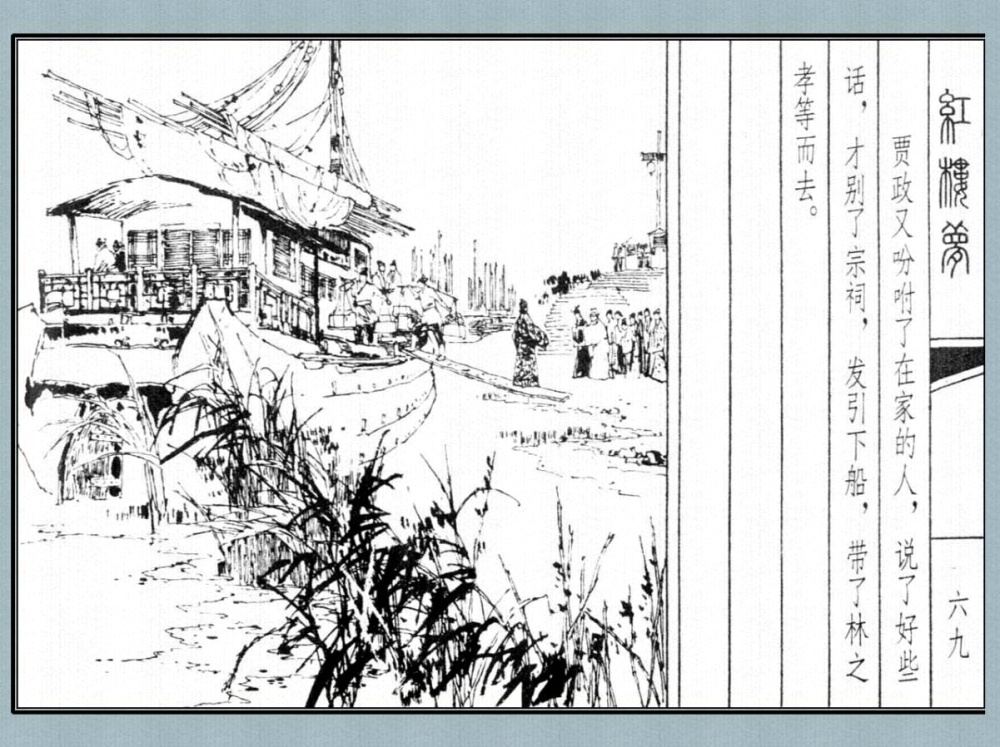 紅樓夢
六九
贾政又吩咐了在家的人，说了好些
话，才别了宗祠，发引下船，带了林之
孝等而去。